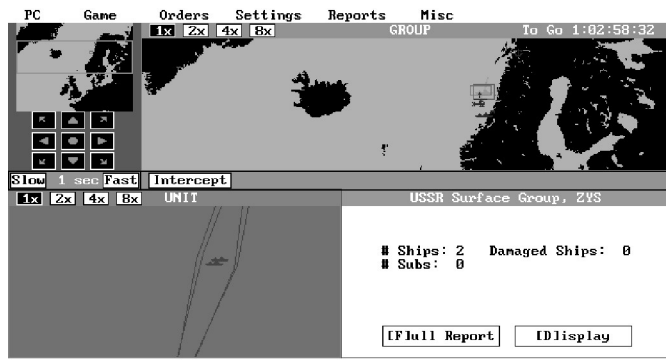 PC Game Orders Settings Reports Misc
1x 2x 4x 8x GROUP To Go 1:02:58:32
Slow 1 sec Fast Intercept
1x 2x 4x 8x UNIT USSR Surface Group, ZYS
# Ships: 2 Damaged Ships: 0
# Subs: 0
[F]ull Report [D]isplay